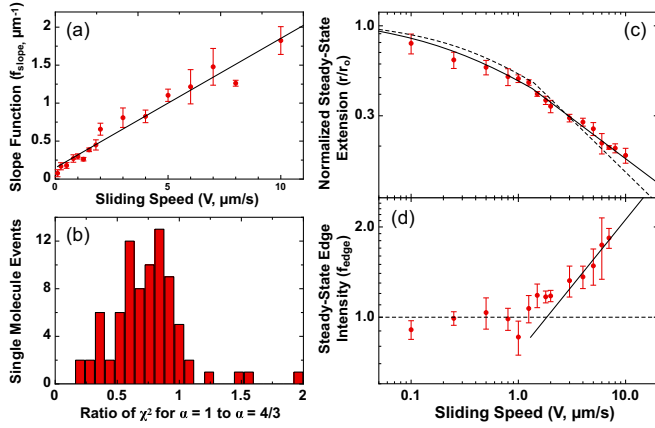 (a)
Slope Function (fslope, μm⁻¹)
2
1.5
1
0.5
0
0
5
10
Sliding Speed (V, μm/s)
(b)
Single Molecule Events
12
8
4
0
0
0.5
1
1.5
2
Ratio of χ² for α = 1 to α = 4/3
(c)
Normalized Steady-State
Extension (r/ro)
1.0
0.3
(d)
Steady-State Edge
Intensity (fedge)
2.0
1.0
0.1
1.0
10.0
Sliding Speed (V, μm/s)